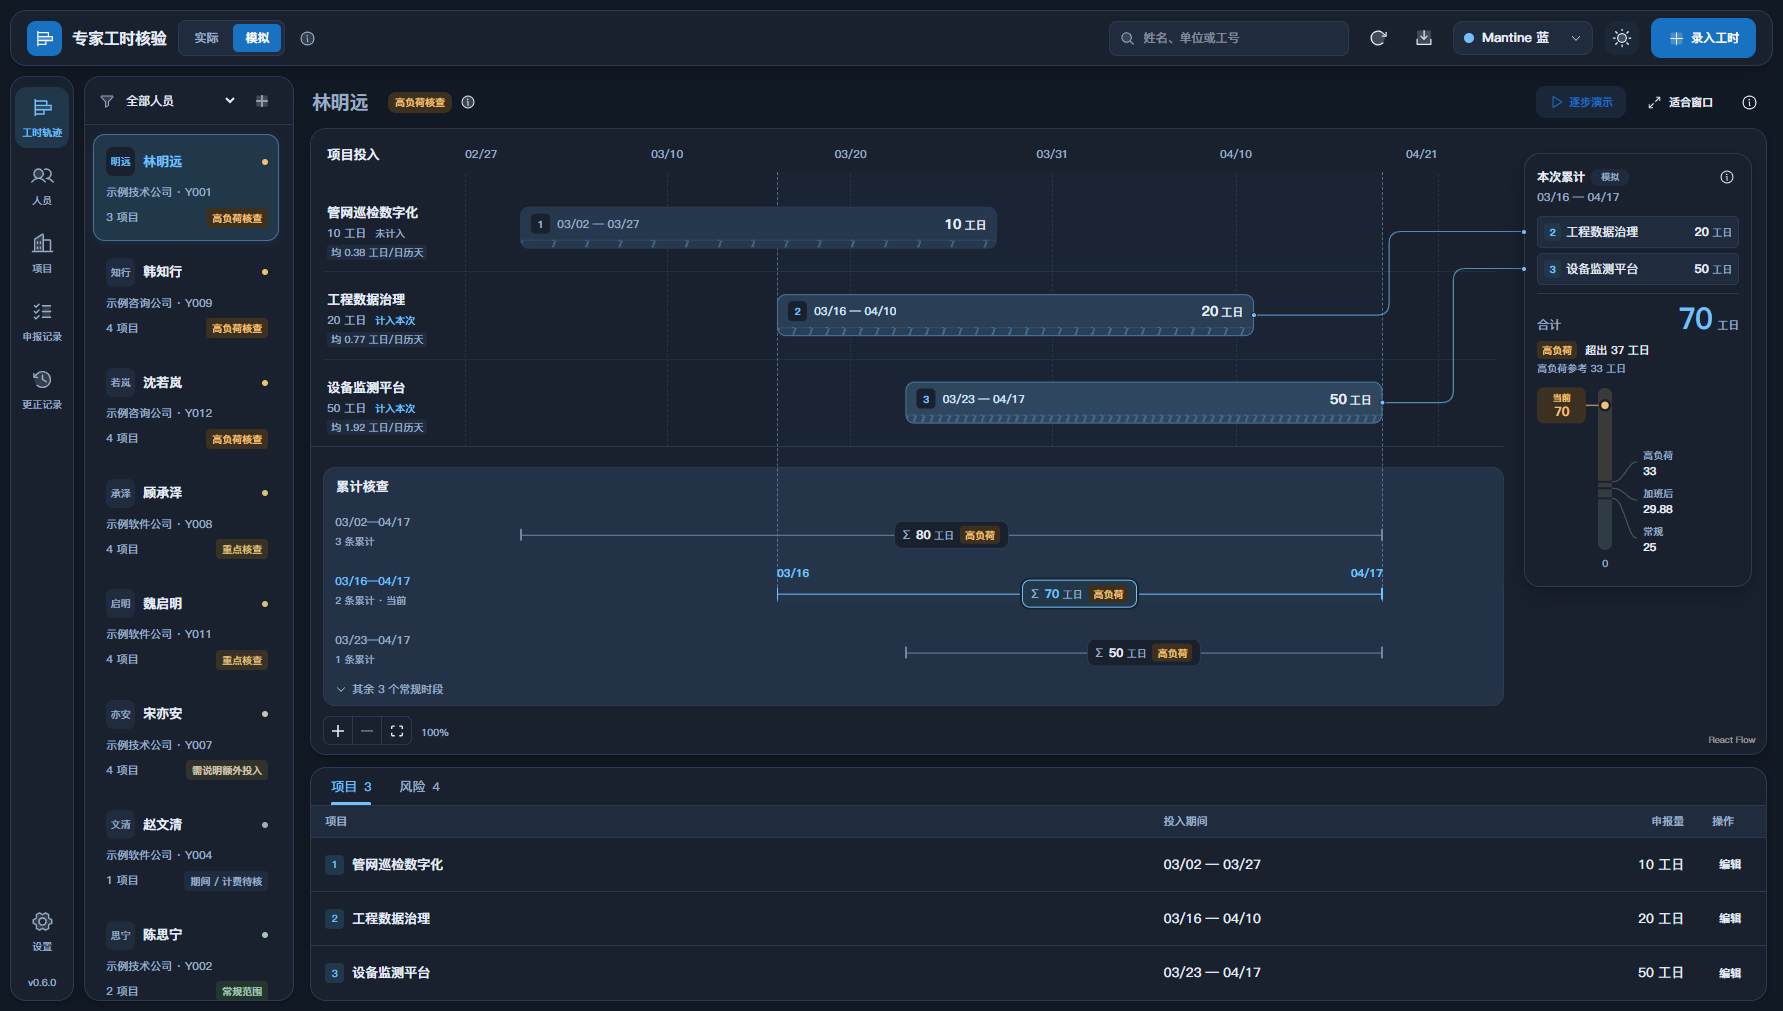 专家工时核验
实际
模拟
姓名、单位或工号
Mantine 蓝
录入工时
工时轨迹
人员
项目
申报记录
更正记录
设置
v0.6.0
全部人员
明远 林明远
示例技术公司 · Y001
3 项目 高负荷核查
知行 韩知行
示例咨询公司 · Y009
4 项目 高负荷核查
若岚 沈若岚
示例咨询公司 · Y012
4 项目 高负荷核查
承泽 顾承泽
示例软件公司 · Y008
4 项目 重点核查
启明 魏启明
示例软件公司 · Y011
4 项目 重点核查
亦安 宋亦安
示例技术公司 · Y007
4 项目 需说明额外投入
文清 赵文清
示例软件公司 · Y004
1 项目 期间 / 计费待核
思宁 陈思宁
示例技术公司 · Y002
2 项目 常规范围
林明远 高负荷核查
逐步演示
适合窗口
项目投入
02/27 03/10 03/20 03/31 04/10 04/21
管网巡检数字化
10 工日 未计入
均 0.38 工日/日历天
1 03/02 — 03/27 10 工日
工程数据治理
20 工日 计入本次
均 0.77 工日/日历天
2 03/16 — 04/10 20 工日
设备监测平台
50 工日 计入本次
均 1.92 工日/日历天
3 03/23 — 04/17 50 工日
累计核查
03/02—04/17
3 条累计
Σ 80 工日 高负荷
03/16—04/17
2 条累计 · 当前
03/16
04/17
Σ 70 工日 高负荷
03/23—04/17
1 条累计
Σ 50 工日 高负荷
其余 3 个常规时段
100%
React Flow
本次累计 模拟
03/16 — 04/17
2 工程数据治理 20 工日
3 设备监测平台 50 工日
合计 70 工日
高负荷 超出 37 工日
高负荷参考 33 工日
当前
70
高负荷
33
加班后
29.88
常规
25
0
项目 3
风险 4
项目 投入期间 申报量 操作
1 管网巡检数字化 03/02 — 03/27 10 工日 编辑
2 工程数据治理 03/16 — 04/10 20 工日 编辑
3 设备监测平台 03/23 — 04/17 50 工日 编辑